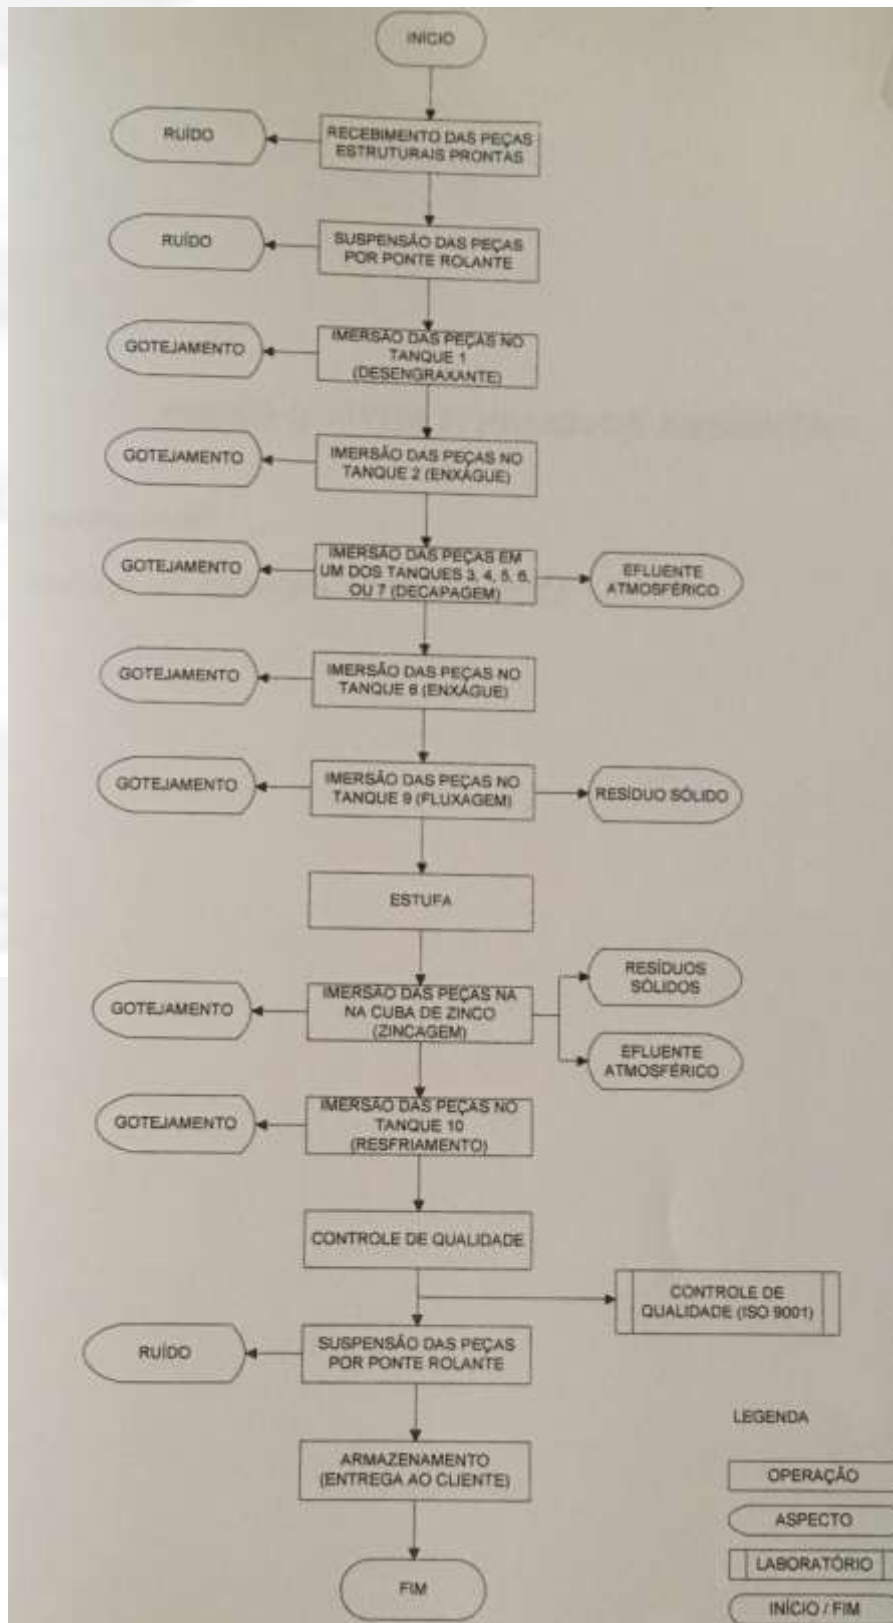 INÍCIO
RUÍDO
RECEBIMENTO DAS PEÇAS
ESTRUTURAIS PRONTAS
RUÍDO
SUSPENSÃO DAS PEÇAS
POR PONTE ROLANTE
GOTEJAMENTO
IMERSÃO DAS PEÇAS NO
TANQUE 1
(DESENGRAXANTE)
GOTEJAMENTO
IMERSÃO DAS PEÇAS NO
TANQUE 2 (ENXÁGUE)
GOTEJAMENTO
IMERSÃO DAS PEÇAS EM
UM DOS TANQUES 3, 4, 5, 6,
OU 7 (DECAPAGEM)
EFLUENTE
ATMOSFÉRICO
GOTEJAMENTO
IMERSÃO DAS PEÇAS NO
TANQUE 8 (ENXÁGUE)
GOTEJAMENTO
IMERSÃO DAS PEÇAS NO
TANQUE 9 (FLUXAGEM)
RESÍDUO SÓLIDO
ESTUFA
GOTEJAMENTO
IMERSÃO DAS PEÇAS NA
NA CUBA DE ZINCO
(ZINCAGEM)
RESÍDUOS
SÓLIDOS
EFLUENTE
ATMOSFÉRICO
GOTEJAMENTO
IMERSÃO DAS PEÇAS NO
TANQUE 10
(RESFRIAMENTO)
CONTROLE DE QUALIDADE
CONTROLE DE
QUALIDADE (ISO 9001)
RUÍDO
SUSPENSÃO DAS PEÇAS
POR PONTE ROLANTE
ARMAZENAMENTO
(ENTREGA AO CLIENTE)
FIM
LEGENDA
OPERAÇÃO
ASPECTO
LABORATÓRIO
INÍCIO / FIM